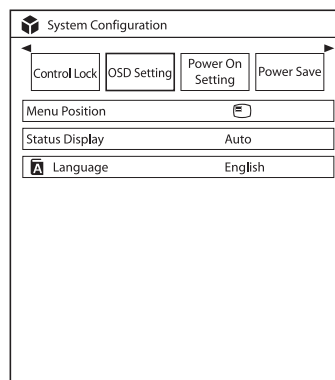 System Configuration
Control Lock
OSD Setting
Power On
Setting
Power Save
Menu Position
Status Display Auto
A Language English